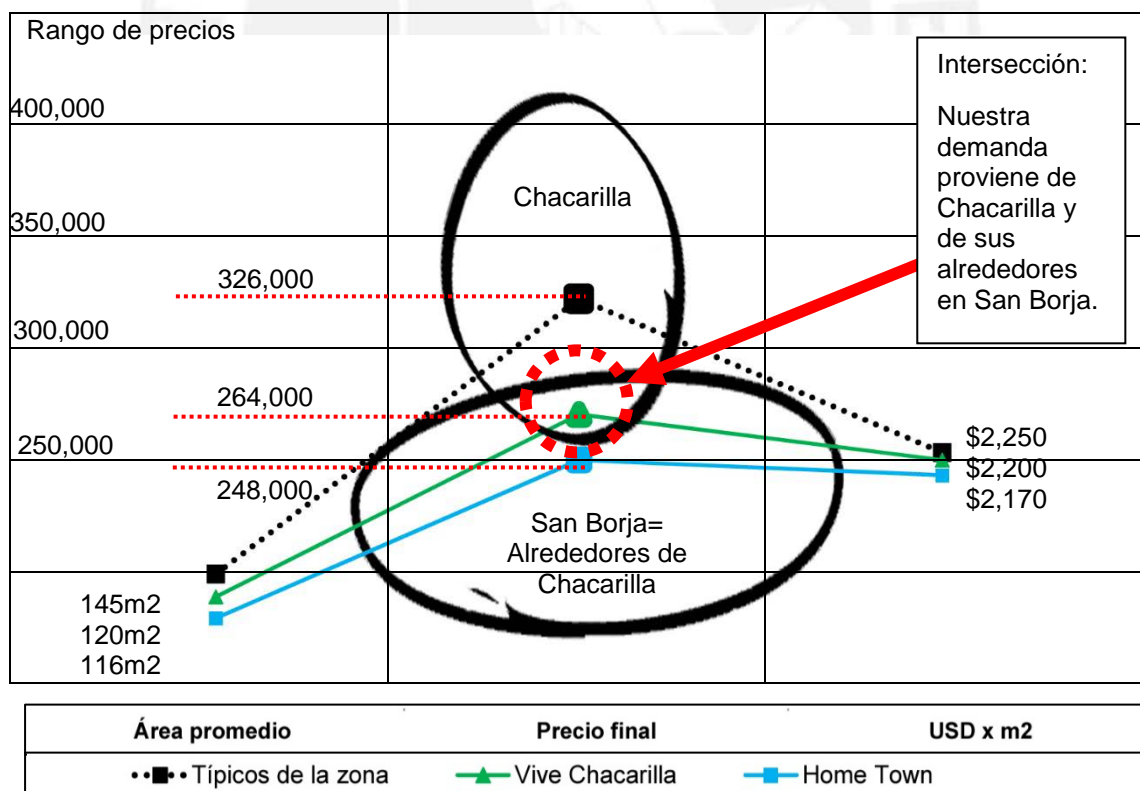 Rango de precios
400,000
350,000
326,000
300,000
264,000
250,000
248,000
145m2
120m2
116m2
Chacarilla
San Borja=
Alrededores de
Chacarilla
Intersección:
Nuestra
demanda
proviene de
Chacarilla y
de sus
alrededores
en San Borja.
$2,250
$2,200
$2,170
Área promedio
Precio final
USD x m2
Típicos de la zona
Vive Chacarilla
Home Town